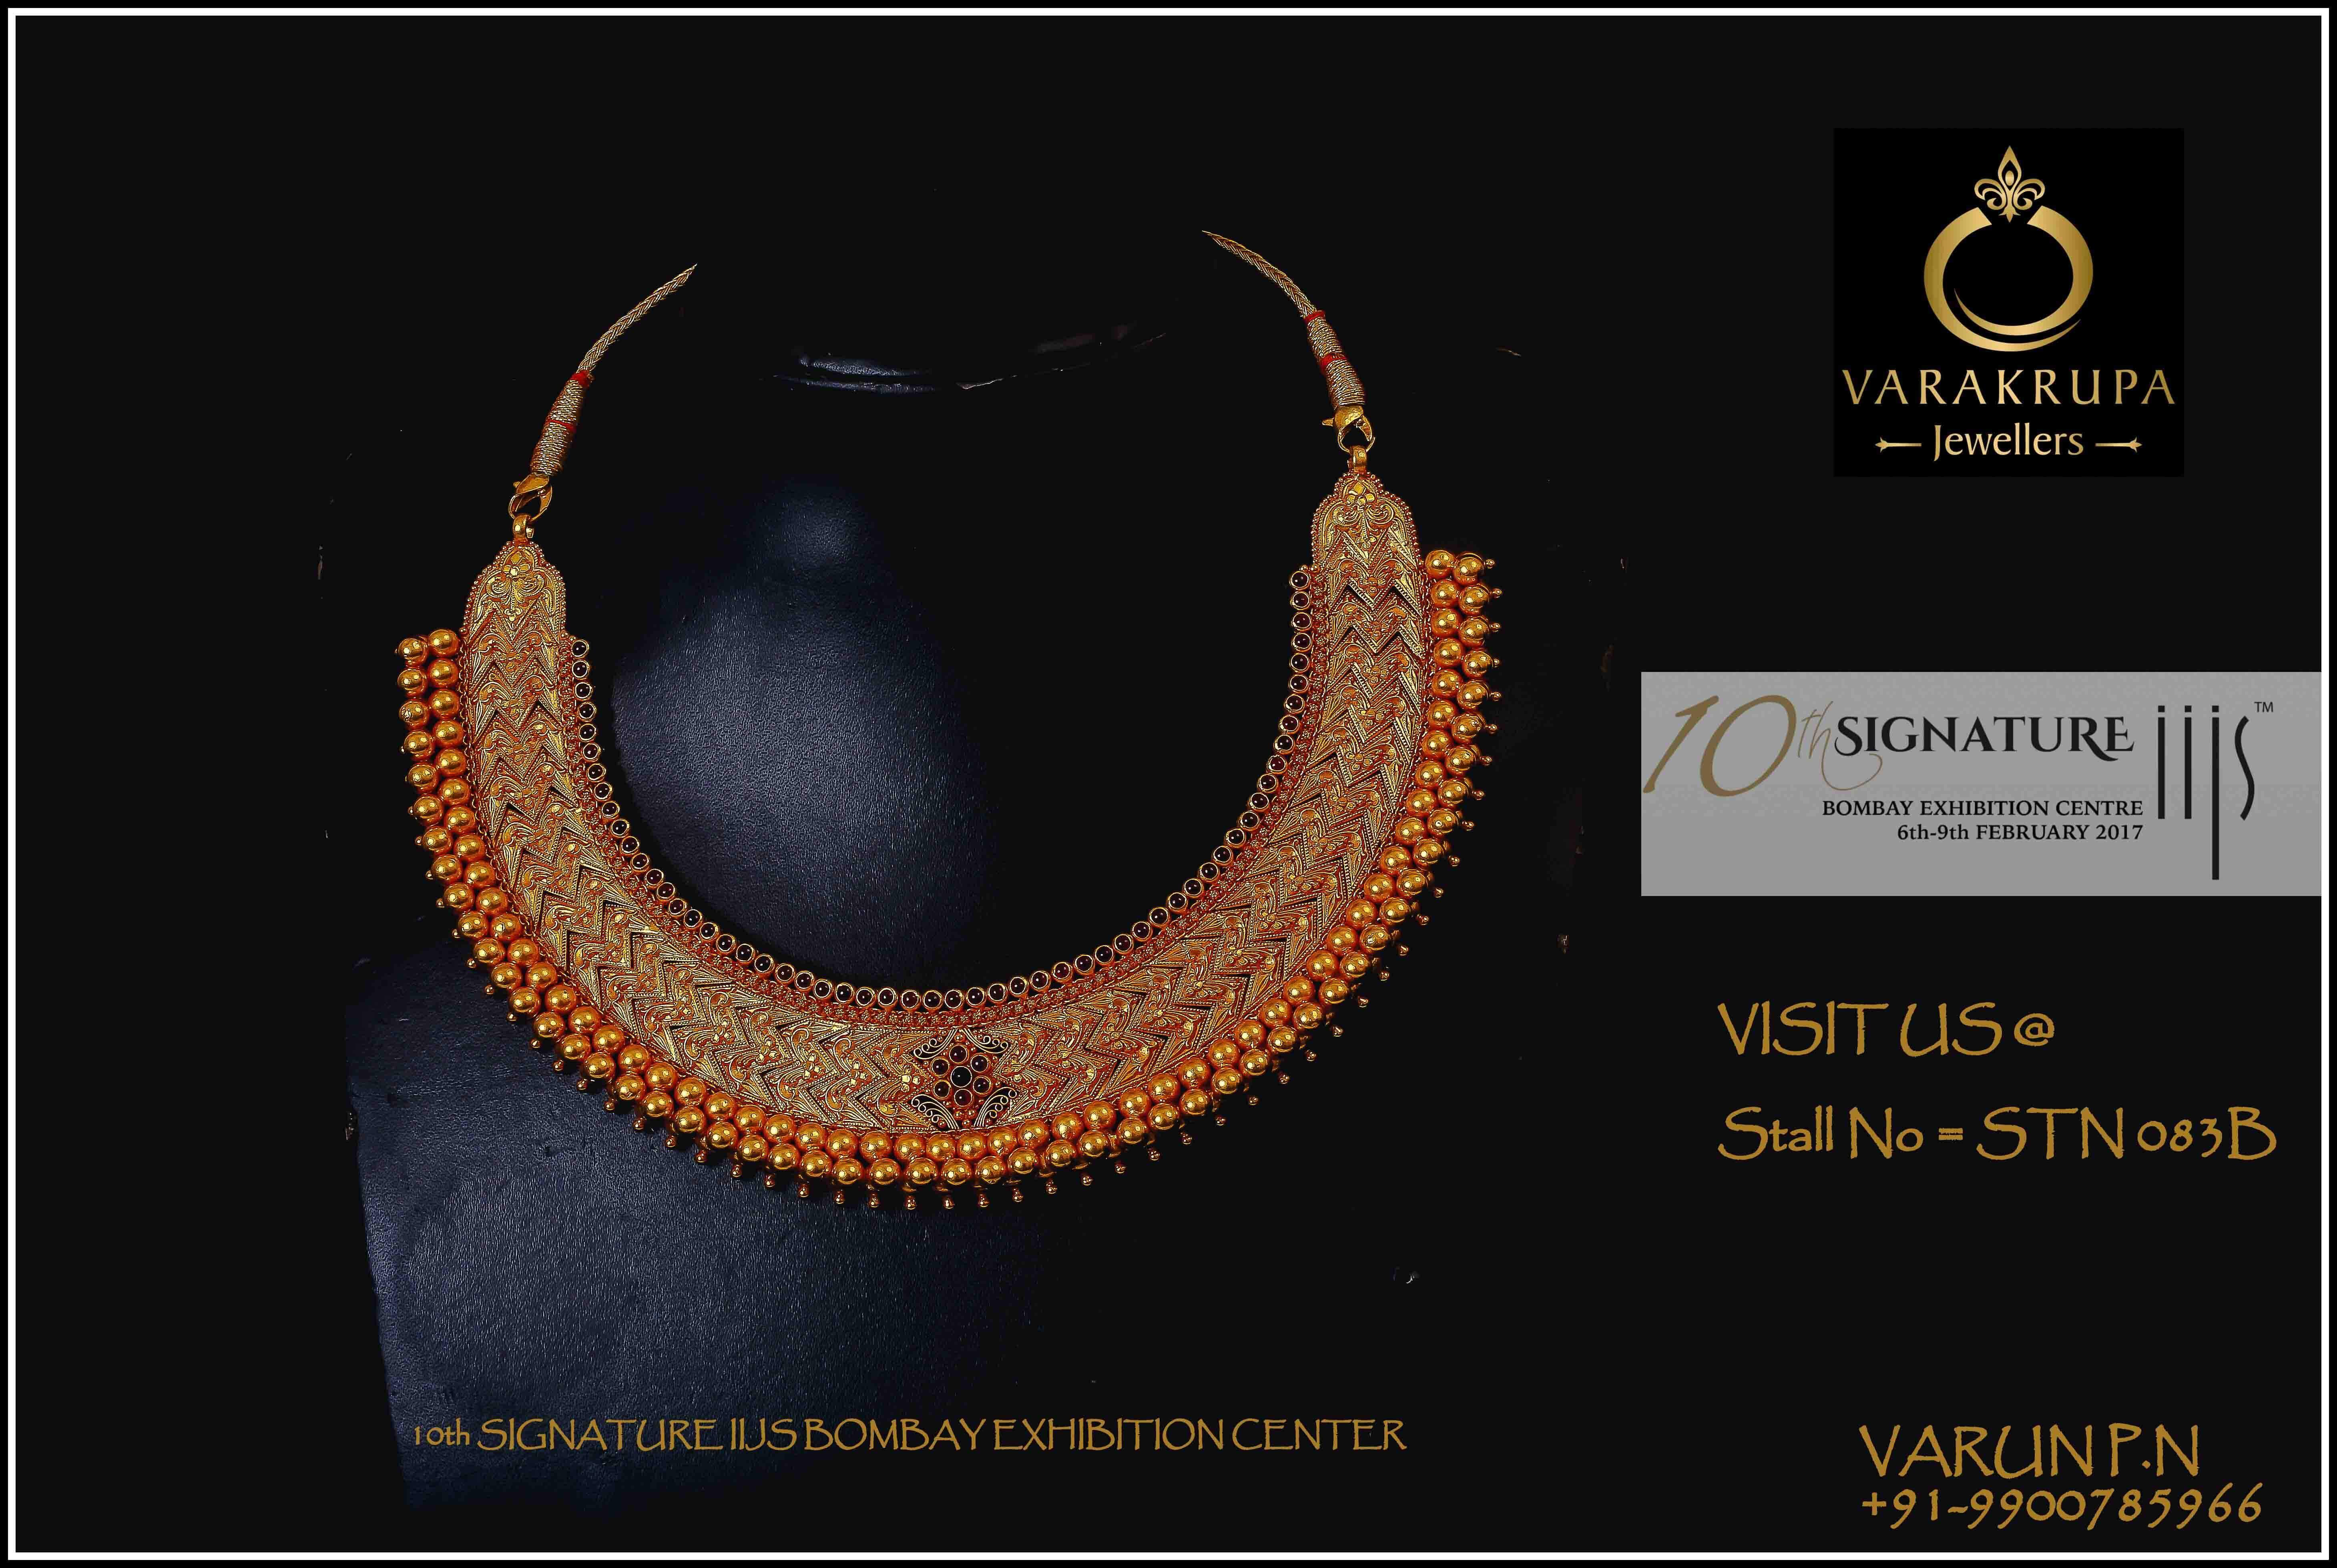 VARAKRUPA
Jewellers
10th SIGNATURE iijs™
BOMBAY EXHIBITION CENTRE
6th-9th FEBRUARY 2017
VISIT US @
Stall No = STN 083B
10th SIGNATURE IIJS BOMBAY EXHIBITION CENTER
VARUN P.N
+91-9900785966